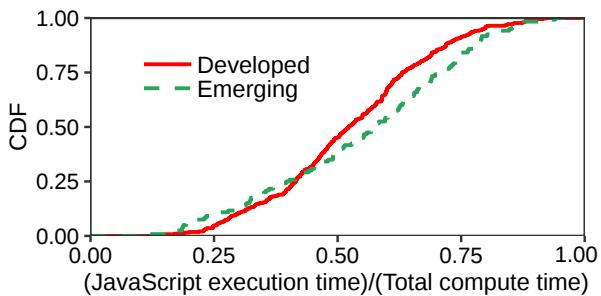 1.00
0.75
0.50
0.25
0.00
CDF
Developed
Emerging
0.00 0.25 0.50 0.75 1.00
(JavaScript execution time)/(Total compute time)